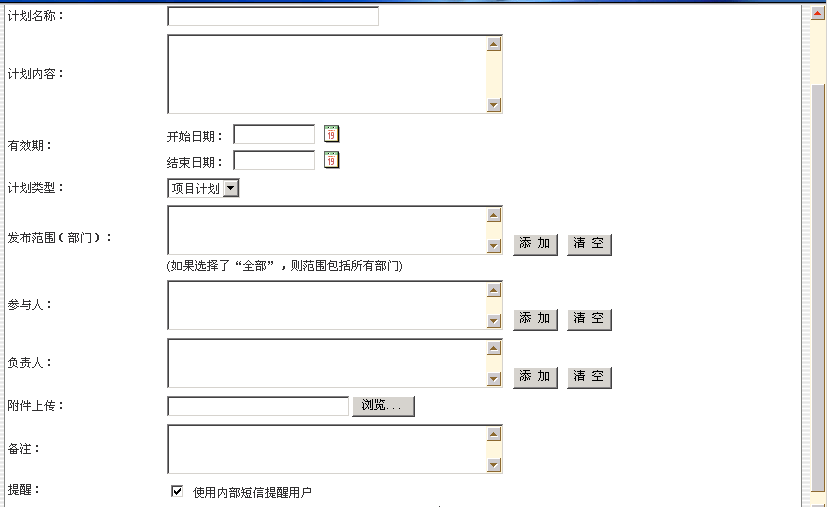 计划名称：
计划内容：
有效期：
开始日期：
19
结束日期：
19
计划类型：
项目计划
发布范围（部门）：
添 加
清 空
(如果选择了“全部”，则范围包括所有部门)
参与人：
添 加
清 空
负责人：
添 加
清 空
附件上传：
浏览...
备注：
提醒：
使用内部短信提醒用户